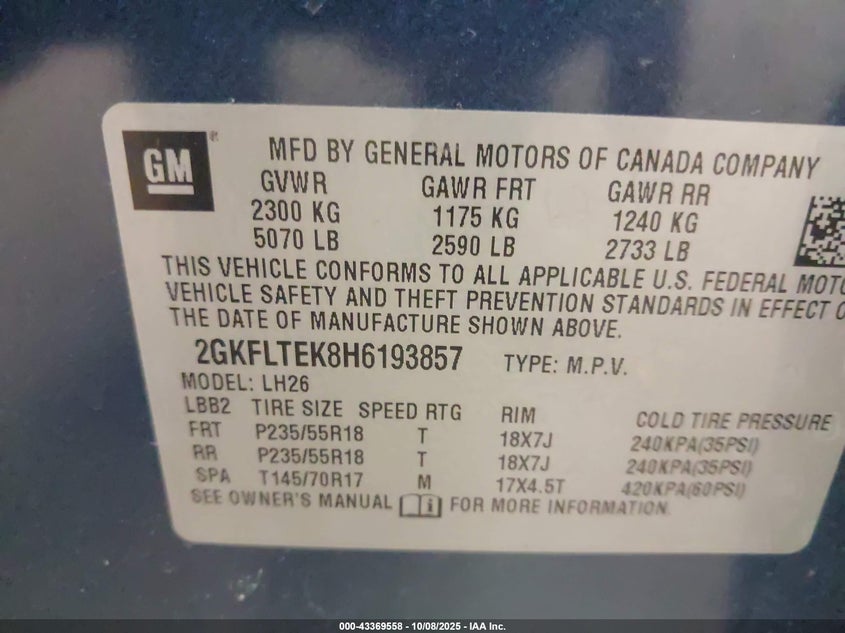 GM ®
MFD BY GENERAL MOTORS OF CANADA COMPANY
GVWR GAWR FRT GAWR RR
2300 KG 1175 KG 1240 KG
5070 LB 2590 LB 2733 LB
THIS VEHICLE CONFORMS TO ALL APPLICABLE U.S. FEDERAL MOTO
VEHICLE SAFETY AND THEFT PREVENTION STANDARDS IN EFFECT O
THE DATE OF MANUFACTURE SHOWN ABOVE.
2GKFLTEK8H6193857 TYPE: M.P.V.
MODEL: LH26
LBB2 TIRE SIZE SPEED RTG RIM COLD TIRE PRESSURE
FRT P235/55R18 T 18X7J 240KPA(35PSI)
RR P235/55R18 T 18X7J 240KPA(35PSI)
SPA T145/70R17 M 17X4.5T 420KPA(60PSI)
SEE OWNER'S MANUAL i FOR MORE INFORMATION.
000-43369558 - 10/08/2025 - IAA Inc.